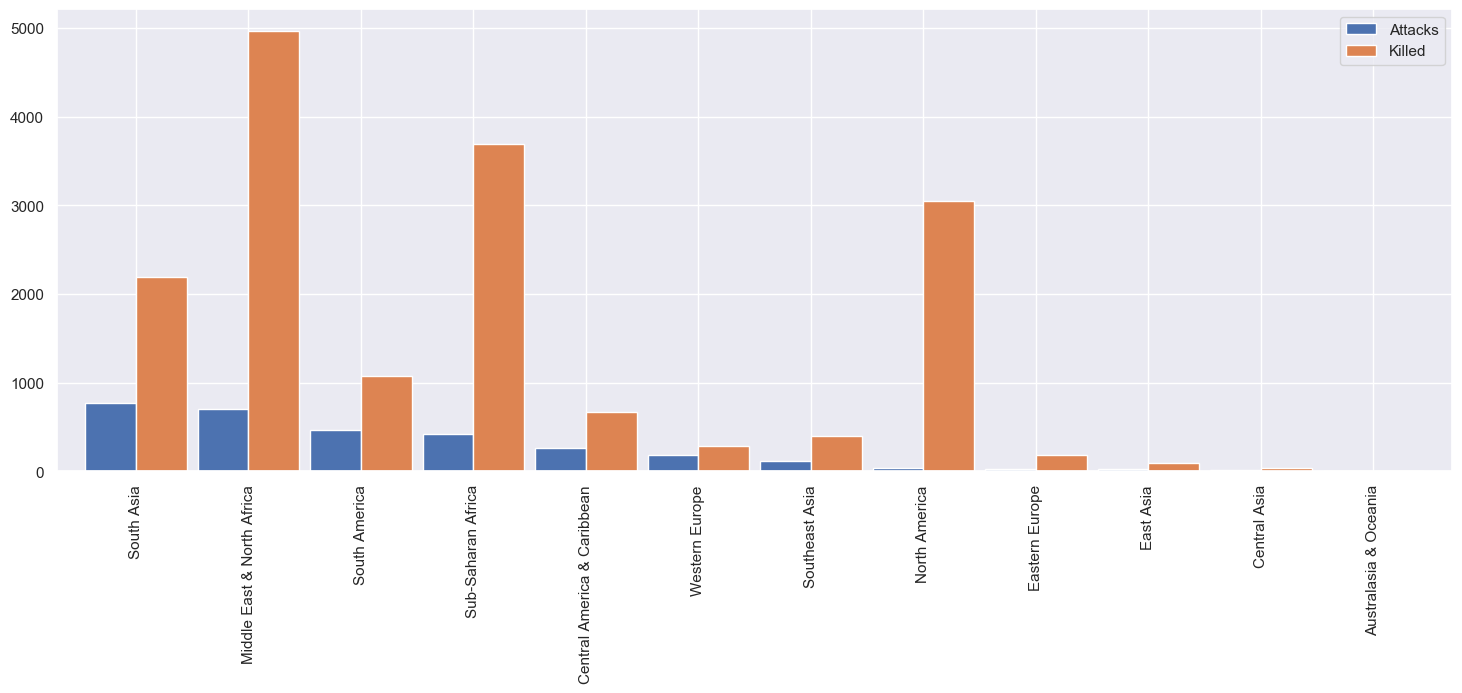 5000
4000
3000
2000
1000
0
Attacks
Killed
South Asia
Middle East & North Africa
South America
Sub-Saharan Africa
Central America & Caribbean
Western Europe
Southeast Asia
North America
Eastern Europe
East Asia
Central Asia
Australasia & Oceania